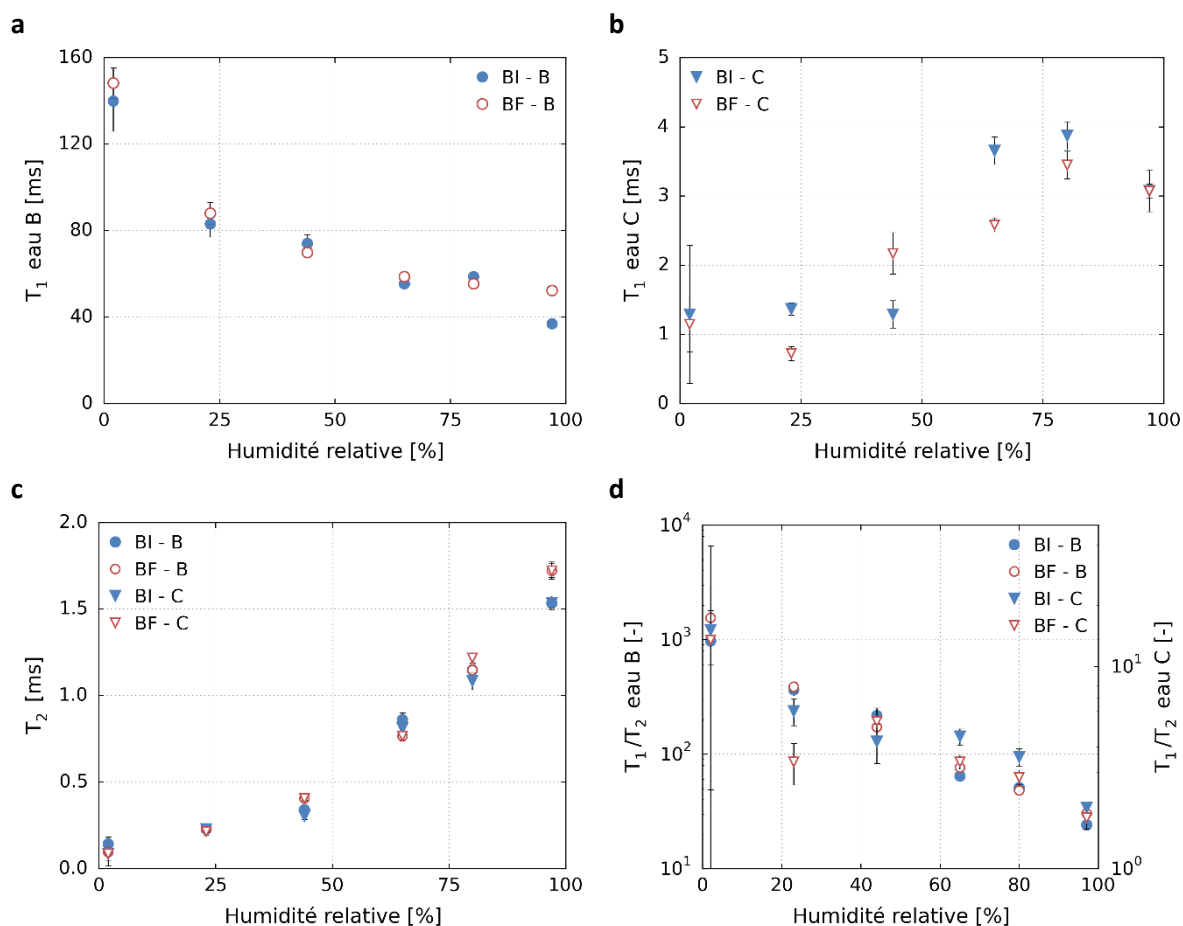 a
160
120
80
40
0
0 25 50 75 100
T1 eau B [ms]
Humidité relative [%]
BI - B
BF - B
b
5
4
3
2
1
0
0 25 50 75 100
T1 eau C [ms]
Humidité relative [%]
BI - C
BF - C
c
2.0
1.5
1.0
0.5
0.0
0 25 50 75 100
T2 [ms]
Humidité relative [%]
BI - B
BF - B
BI - C
BF - C
d
10^4
10^3
10^2
10^1
0 20 40 60 80 100
T1/T2 eau B [-]
Humidité relative [%]
BI - B
BF - B
BI - C
BF - C
10^1
10^0
T1/T2 eau C [-]